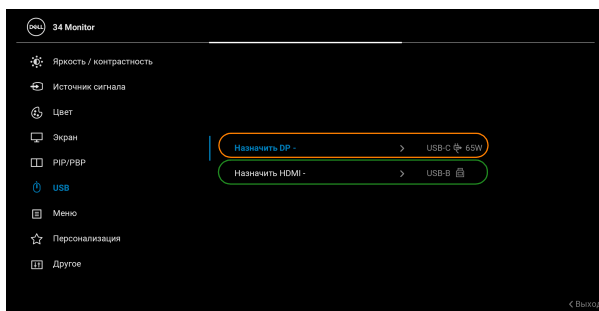 DELL 34 Monitor
Яркость / контрастность
Источник сигнала
Цвет
Экран
Назначить DP - > USB-C 65W
PIP/PBP
Назначить HDMI - > USB-B
USB
Меню
Персонализация
Другое
< Выход